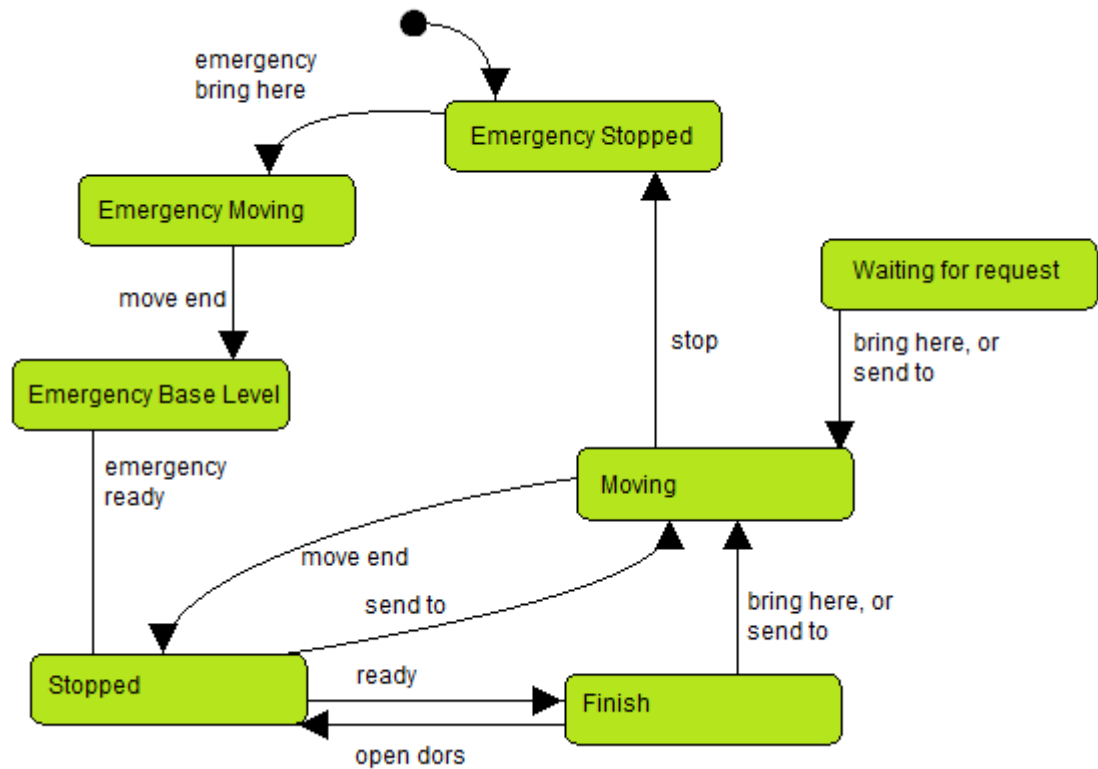 emergency
bring here
Emergency Stopped
Emergency Moving
Waiting for request
move end
stop
bring here, or
send to
Emergency Base Level
emergency
ready
Moving
move end
send to
bring here, or
send to
Stopped
ready
Finish
open dors